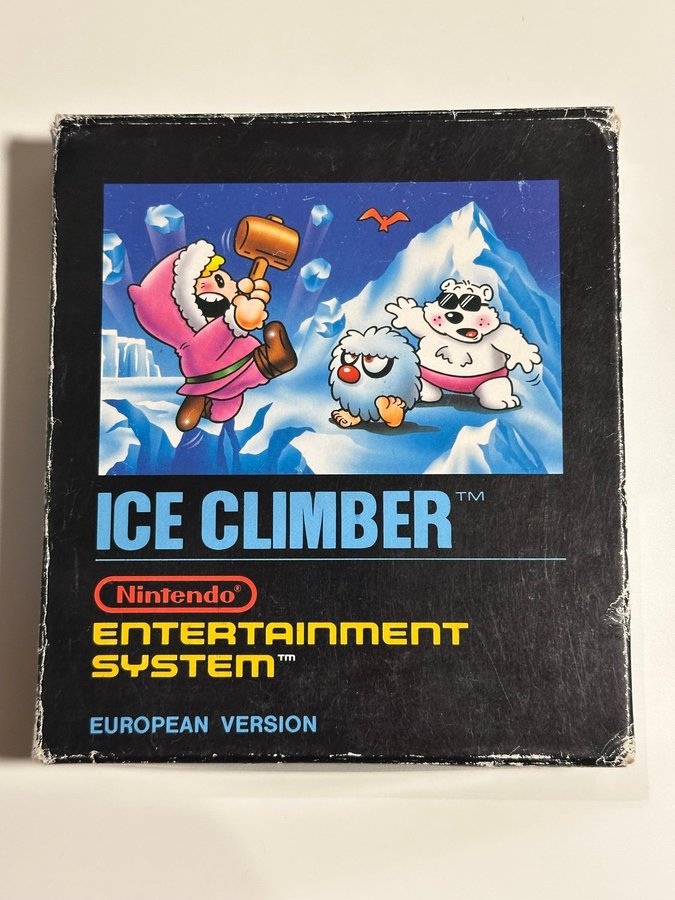 ICE CLIMBER™
Nintendo®
ENTERTAINMENT
SYSTEM™
EUROPEAN VERSION